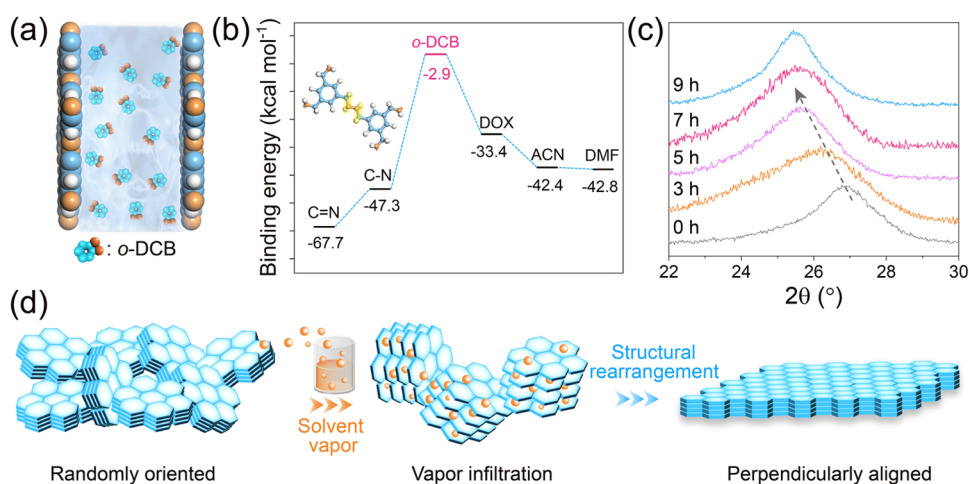 (a)
: o-DCB
(b)
Binding energy (kcal mol⁻¹)
o-DCB
-2.9
DOX
-33.4
ACN
-42.4
DMF
-42.8
C-N
-47.3
C=N
-67.7
(c)
9 h
7 h
5 h
3 h
0 h
22 24 26 28 30
2θ (°)
(d)
Solvent
vapor
Structural
rearrangement
Randomly oriented
Vapor infiltration
Perpendicularly aligned